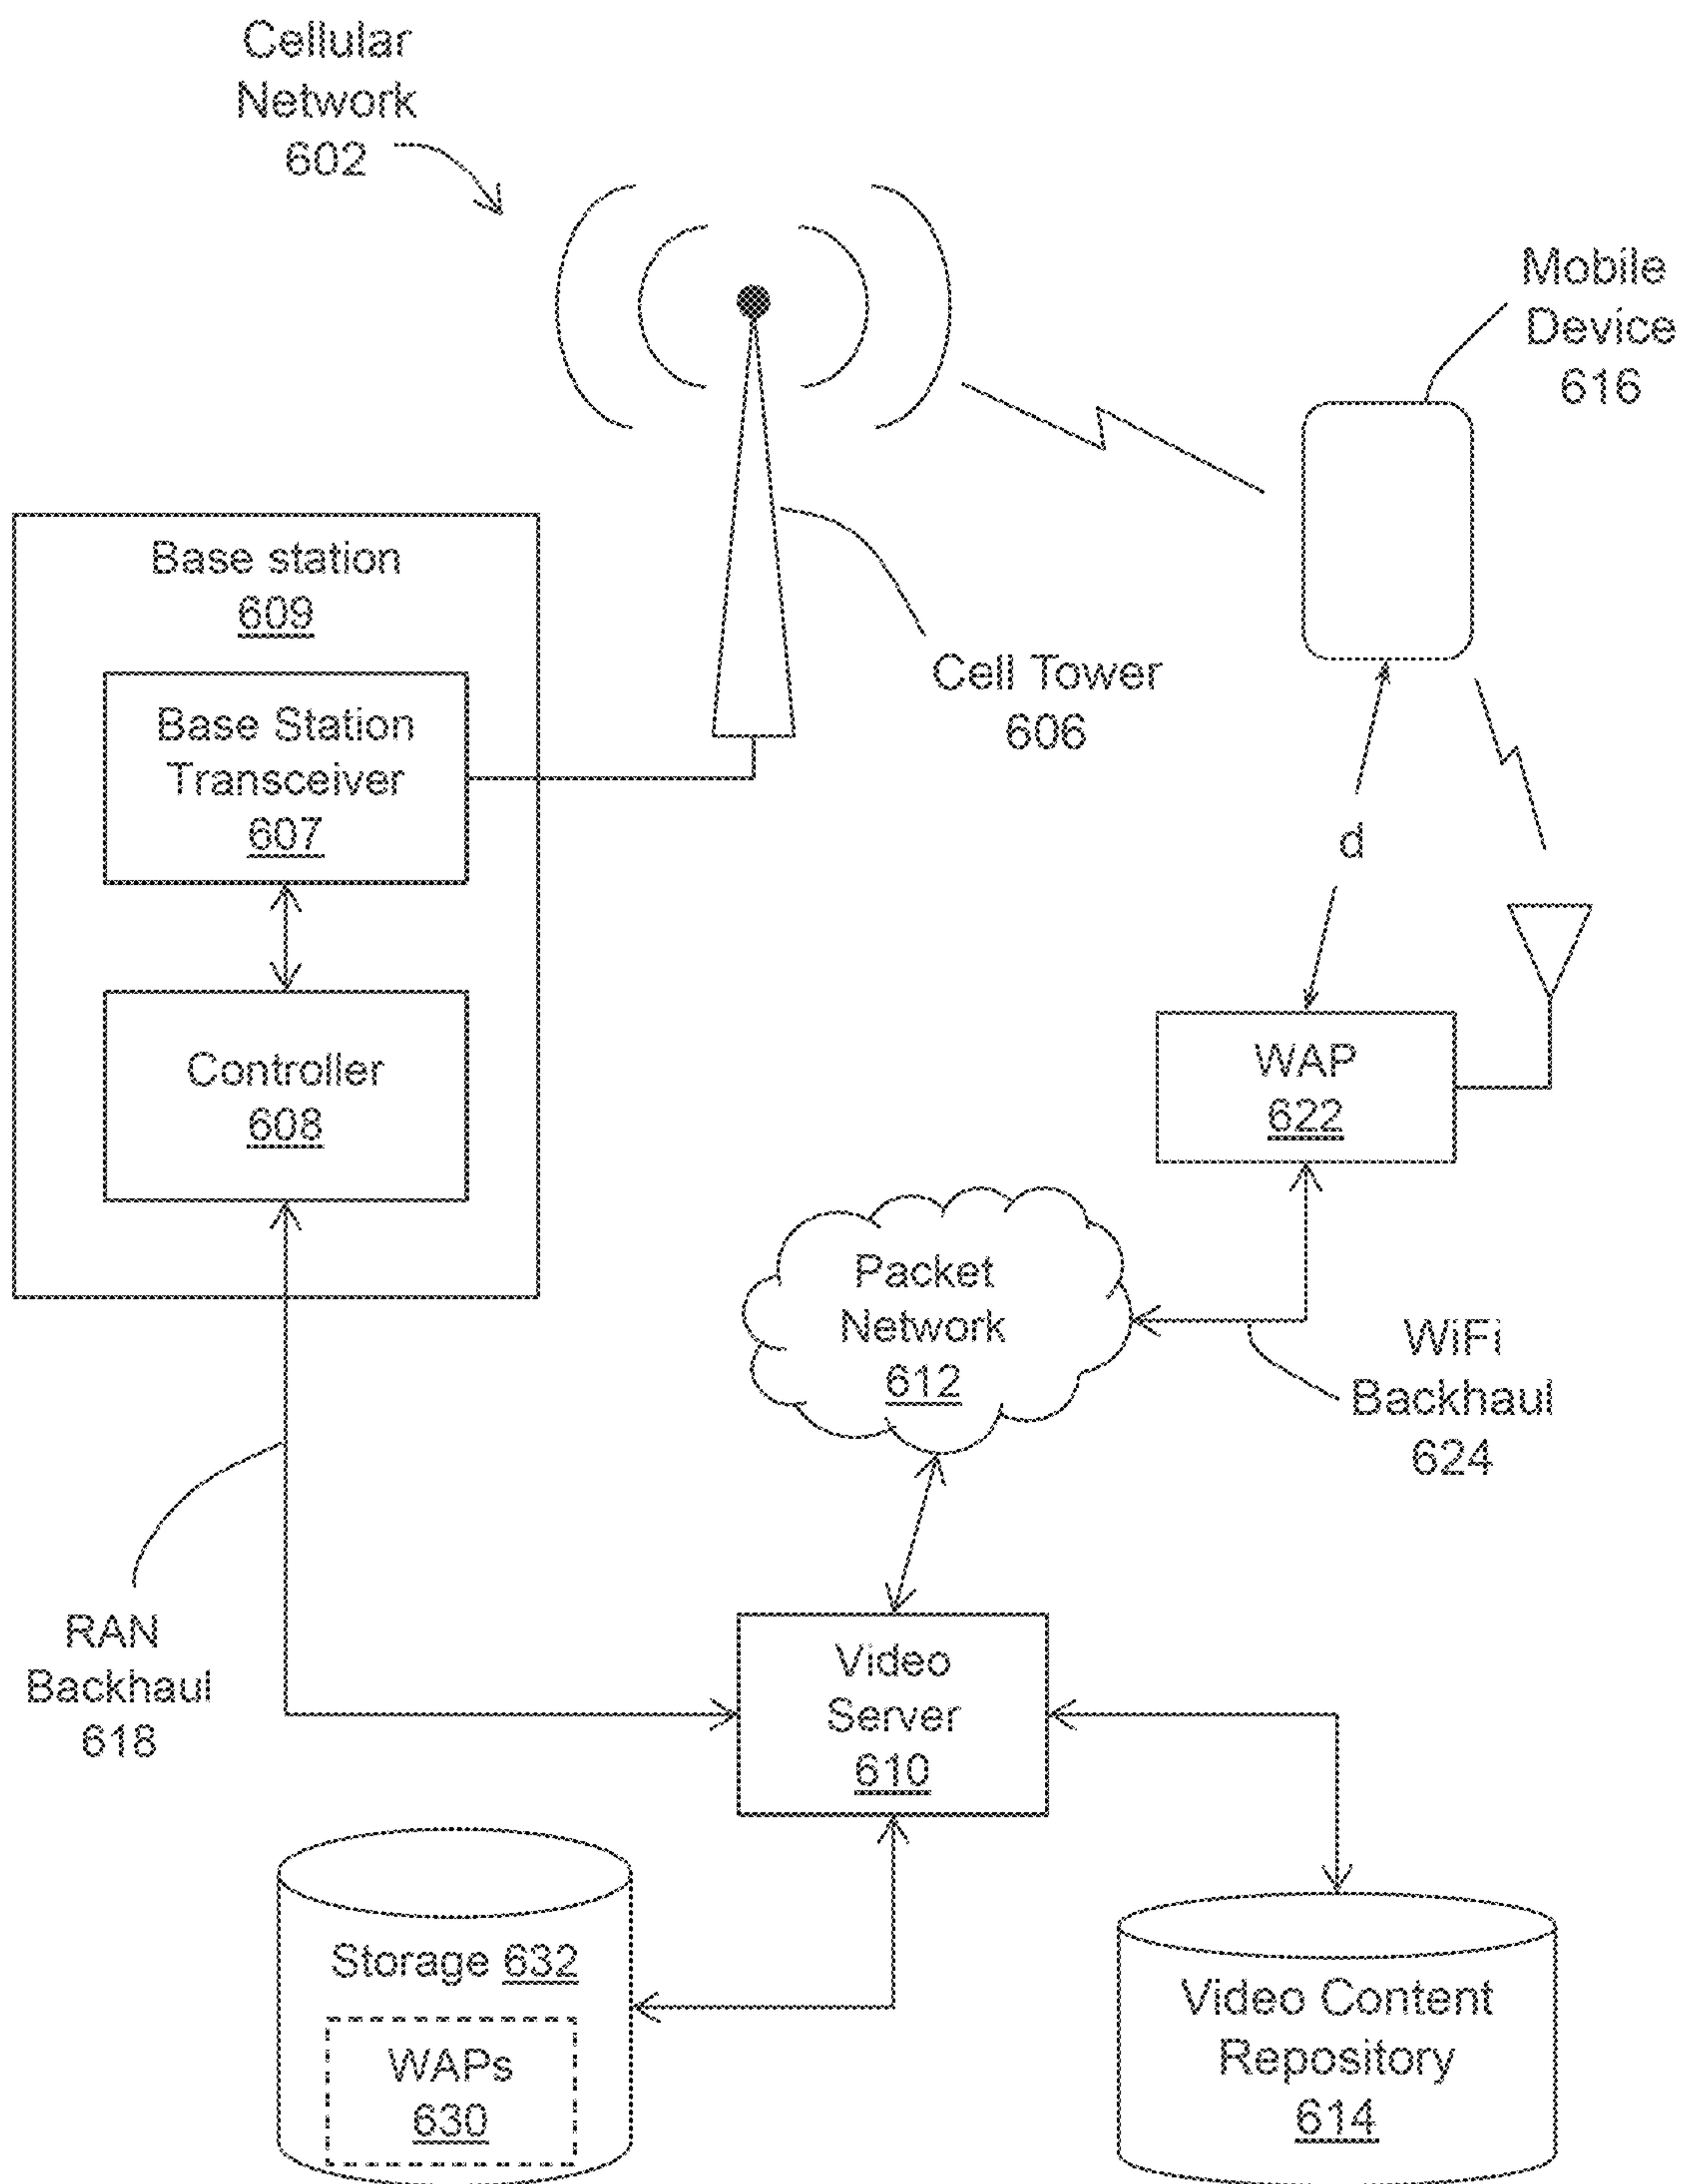 Cellular
Network
602
Mobile
Device
616
Base station
609
Base Station
Transceiver
607
Cell Tower
606
d
Controller
608
WAP
622
Packet
Network
612
WiFi
Backhaul
624
RAN
Backhaul
618
Video
Server
610
Storage 632
WAPs
630
Video Content
Repository
614